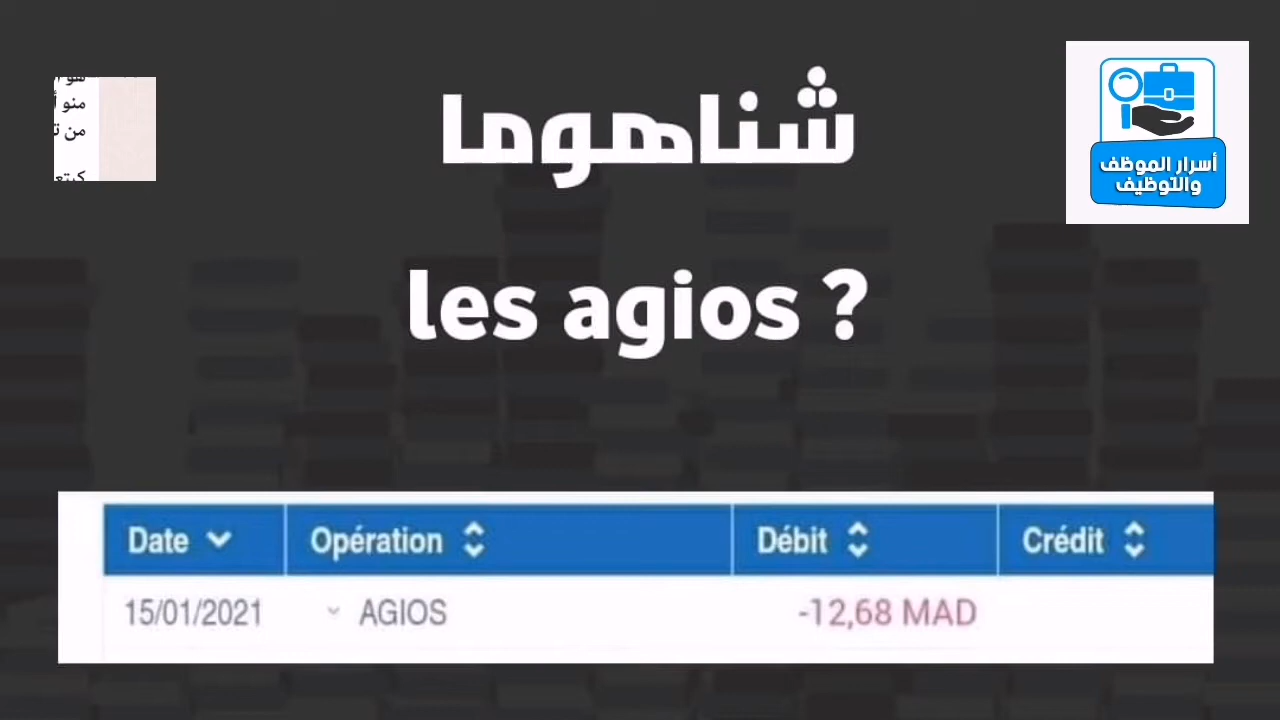 شناهوما
les agios ?
أسرار الموظف
والتوظيف
منو
من
Date Opération Débit Crédit
15/01/2021 AGIOS -12,68 MAD